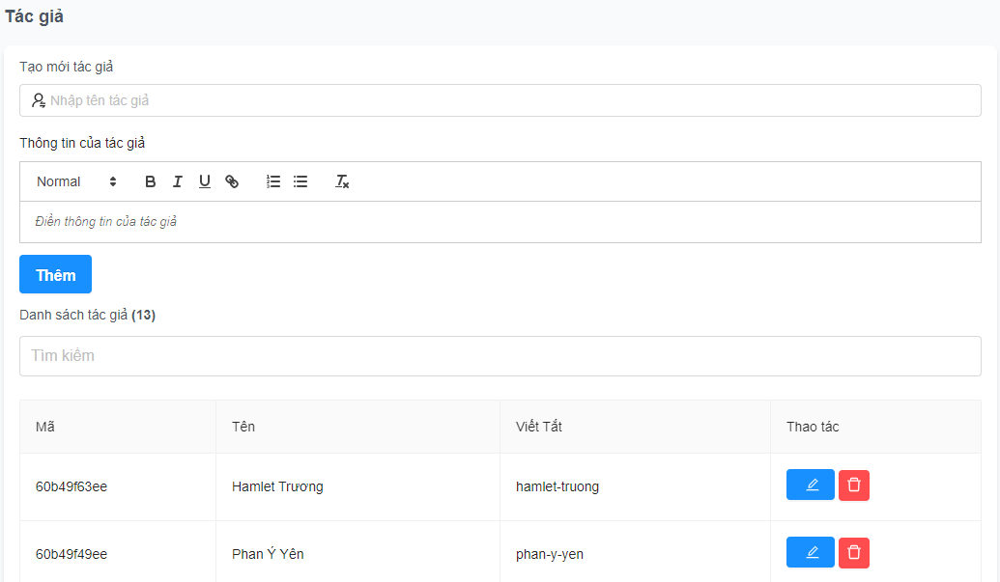 Tác giả
Tạo mới tác giả
Nhập tên tác giả
Thông tin của tác giả
Normal B I U
Điền thông tin của tác giả
Thêm
Danh sách tác giả (13)
Tìm kiếm
Mã Tên Viết Tắt Thao tác
60b49f63ee Hamlet Trương hamlet-truong
60b49f49ee Phan Ý Yên phan-y-yen